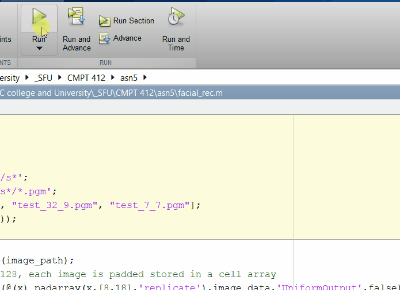 ints
Run
Run and
Advance
Run Section
Advance
Run and
Time
NTS
RUN
ersity ▸ _SFU ▸ CMPT 412 ▸ asn5 ▸
C college and University\_SFU\CMPT 412\asn5\facial_rec.m
/s*';
s*/*.pgm';
, "test_32_9.pgm", "test_7_7.pgm"];
));
(image_path);
128, each image is padded stored in a cell array
(@(x) padarray(x,[8,18],'replicate'),image_data,'UniformOutput',false)